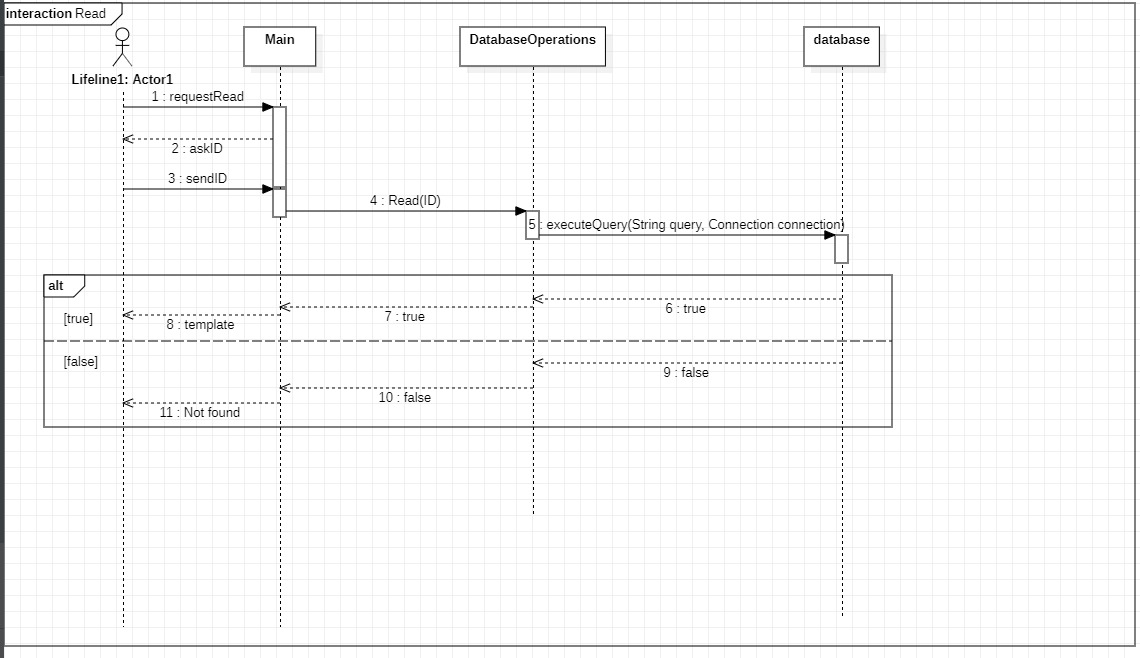 interaction Read
Main
DatabaseOperations
database
Lifeline1: Actor1
1 : requestRead
2 : askID
3 : sendID
4 : Read(ID)
5 : executeQuery(String query, Connection connection)
alt
[true]
6 : true
7 : true
8 : template
[false]
9 : false
10 : false
11 : Not found